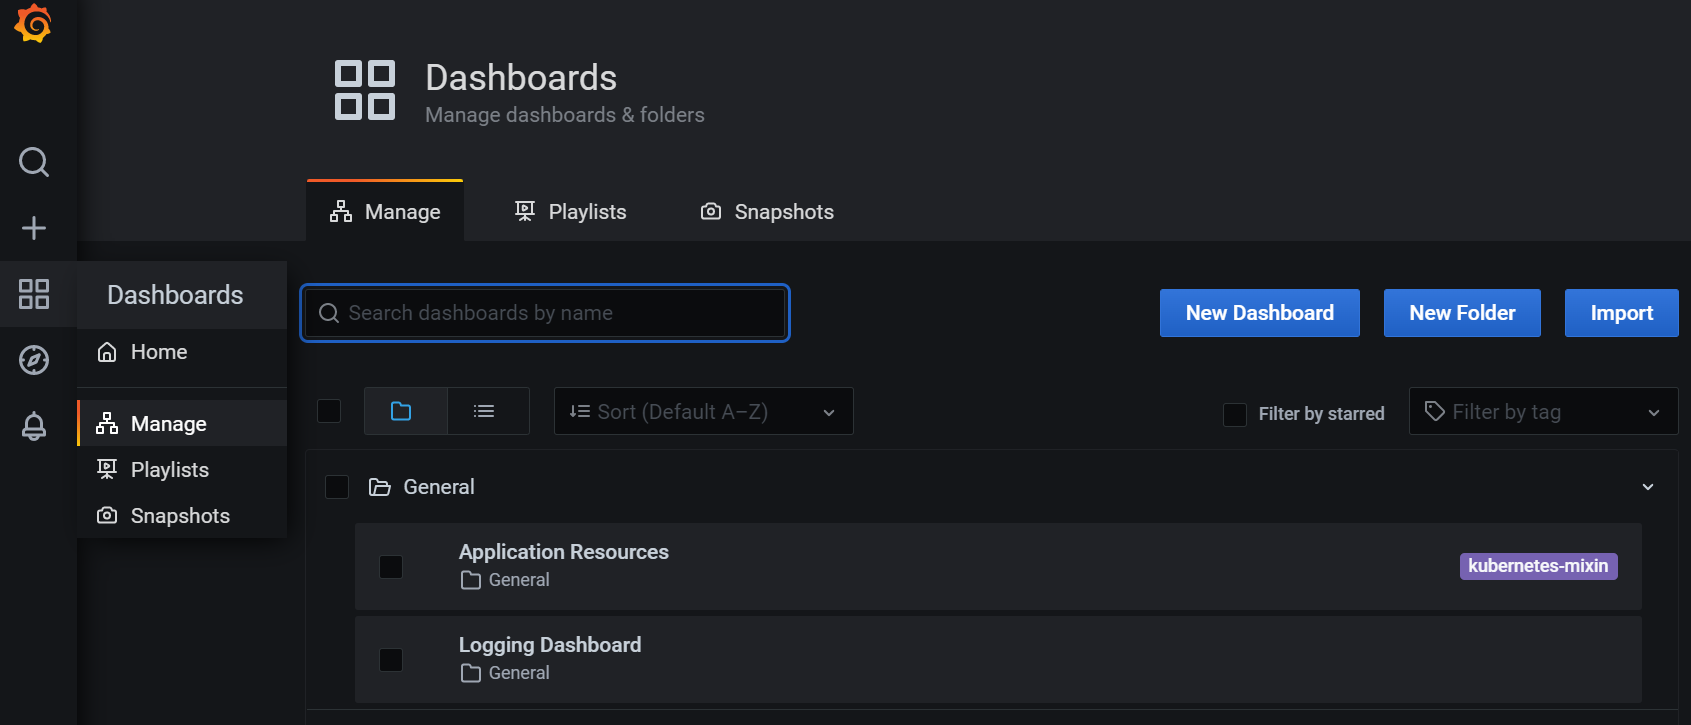 Dashboards
Manage dashboards & folders
Manage
Playlists
Snapshots
Dashboards
Home
Manage
Playlists
Snapshots
Search dashboards by name
New Dashboard
New Folder
Import
Sort (Default A–Z)
Filter by starred
Filter by tag
General
Application Resources
General
kubernetes-mixin
Logging Dashboard
General